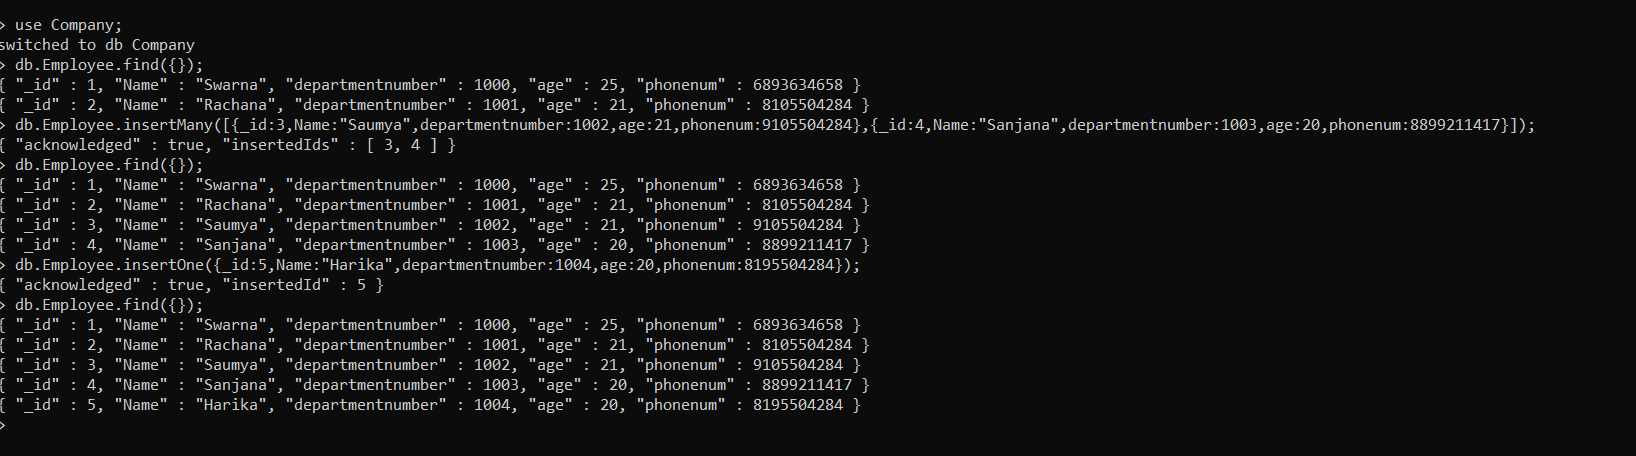 > use Company;
switched to db Company
> db.Employee.find({});
{ "_id" : 1, "Name" : "Swarna", "departmentnumber" : 1000, "age" : 25, "phonenum" : 6893634658 }
{ "_id" : 2, "Name" : "Rachana", "departmentnumber" : 1001, "age" : 21, "phonenum" : 8105504284 }
> db.Employee.insertMany([{_id:3,Name:"Saumya",departmentnumber:1002,age:21,phonenum:9105504284},{_id:4,Name:"Sanjana",departmentnumber:1003,age:20,phonenum:8899211417}]);
{ "acknowledged" : true, "insertedIds" : [ 3, 4 ] }
> db.Employee.find({});
{ "_id" : 1, "Name" : "Swarna", "departmentnumber" : 1000, "age" : 25, "phonenum" : 6893634658 }
{ "_id" : 2, "Name" : "Rachana", "departmentnumber" : 1001, "age" : 21, "phonenum" : 8105504284 }
{ "_id" : 3, "Name" : "Saumya", "departmentnumber" : 1002, "age" : 21, "phonenum" : 9105504284 }
{ "_id" : 4, "Name" : "Sanjana", "departmentnumber" : 1003, "age" : 20, "phonenum" : 8899211417 }
> db.Employee.insertOne({_id:5,Name:"Harika",departmentnumber:1004,age:20,phonenum:8195504284});
{ "acknowledged" : true, "insertedId" : 5 }
> db.Employee.find({});
{ "_id" : 1, "Name" : "Swarna", "departmentnumber" : 1000, "age" : 25, "phonenum" : 6893634658 }
{ "_id" : 2, "Name" : "Rachana", "departmentnumber" : 1001, "age" : 21, "phonenum" : 8105504284 }
{ "_id" : 3, "Name" : "Saumya", "departmentnumber" : 1002, "age" : 21, "phonenum" : 9105504284 }
{ "_id" : 4, "Name" : "Sanjana", "departmentnumber" : 1003, "age" : 20, "phonenum" : 8899211417 }
{ "_id" : 5, "Name" : "Harika", "departmentnumber" : 1004, "age" : 20, "phonenum" : 8195504284 }
>